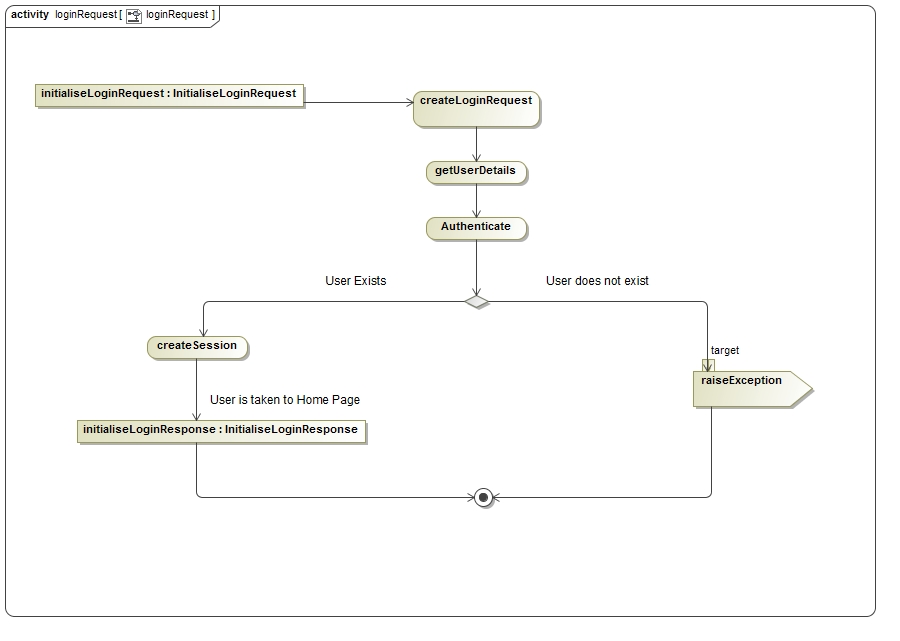 activity loginRequest [ loginRequest ]
initialiseLoginRequest : InitialiseLoginRequest
createLoginRequest
getUserDetails
Authenticate
User Exists
User does not exist
createSession
target
raiseException
User is taken to Home Page
initialiseLoginResponse : InitialiseLoginResponse